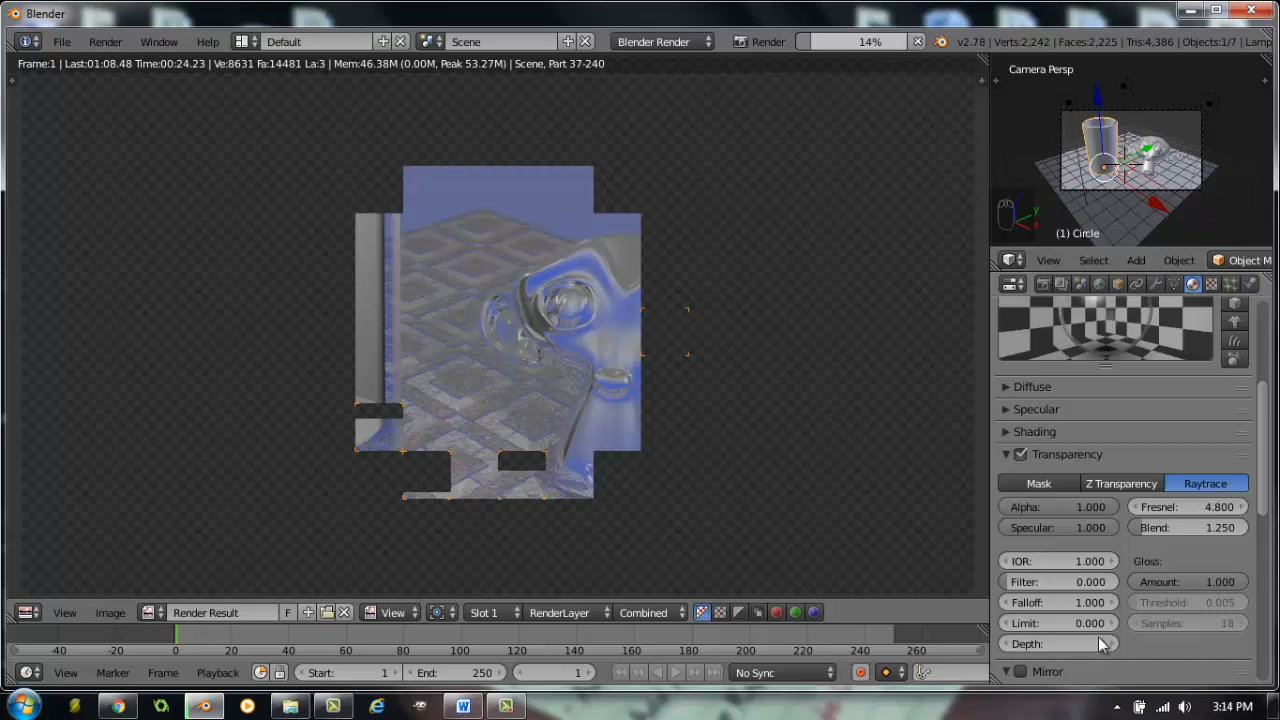 Blender
File Render Window Help Default Scene Blender Render Render 14% v2.78 | Verts:2,242 | Faces:2,225 | Tris:4,386 | Objects:1/7 | Lamp
Frame:1 | Last:01:08.48 Time:00:24.23 | Ve:8631 Fa:14481 La:3 | Mem:46.38M (0.00M, Peak 53.27M) | Scene, Part 37-240
Camera Persp
y
x
(1) Circle
View Select Add Object Object M
Diffuse
Specular
Shading
Transparency
Mask Z Transparency Raytrace
Alpha: 1.000 Fresnel: 4.800
Specular: 1.000 Blend: 1.250
IOR: 1.000 Gloss:
Filter: 0.000 Amount: 1.000
Falloff: 1.000 Threshold: 0.005
Limit: 0.000 Samples: 18
Depth:
Mirror
View Image Render Result F View Slot 1 RenderLayer Combined
-40 -20 0 20 40 60 80 100 120 140 160 180 200 220 240 260
View Marker Frame Playback Start: 1 End: 250 1 No Sync
3:14 PM